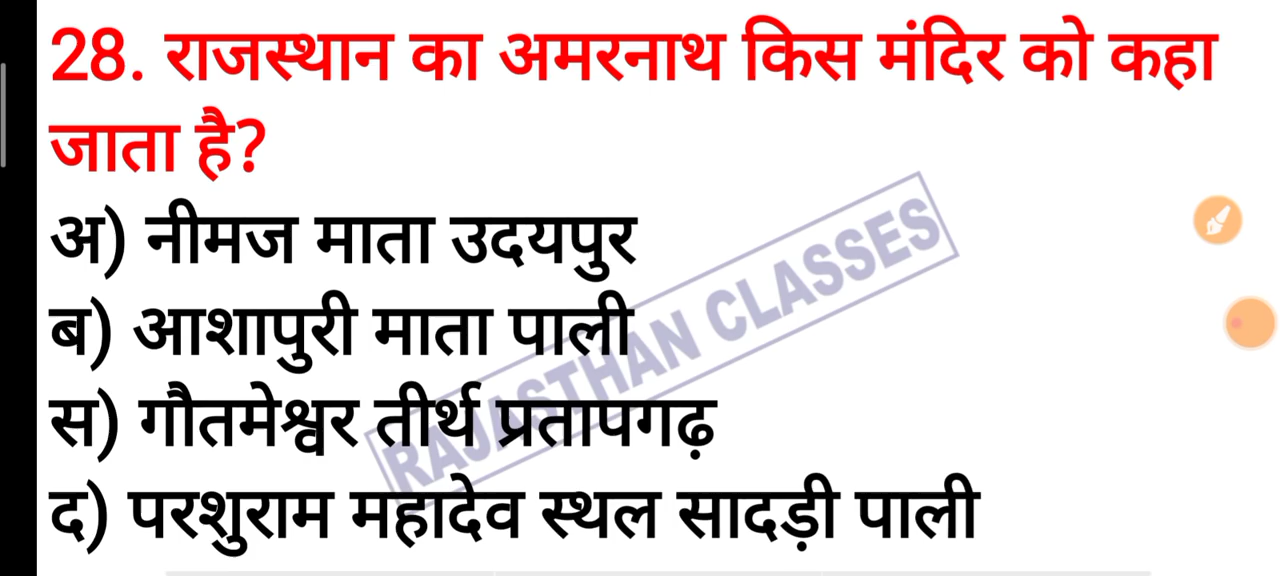 28. राजस्थान का अमरनाथ किस मंदिर को कहा
जाता है?
अ) नीमज माता उदयपुर
ब) आशापुरी माता पाली
स) गौतमेश्वर तीर्थ प्रतापगढ़
द) परशुराम महादेव स्थल सादड़ी पाली
RAJASTHAN CLASSES